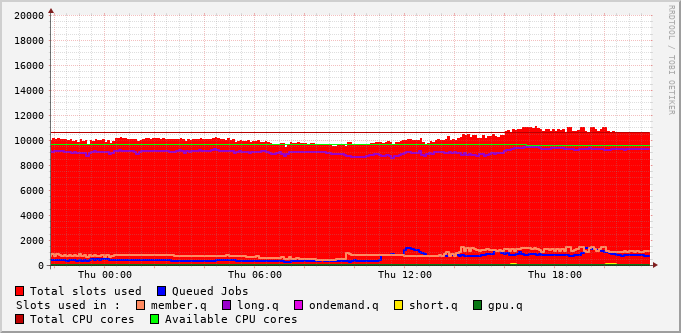 20000
18000
16000
14000
12000
10000
8000
6000
4000
2000
0
Thu 00:00 Thu 06:00 Thu 12:00 Thu 18:00
Total slots used Queued Jobs
Slots used in : member.q long.q ondemand.q short.q gpu.q
Total CPU cores Available CPU cores
RRDTOOL / TOBI OETIKER